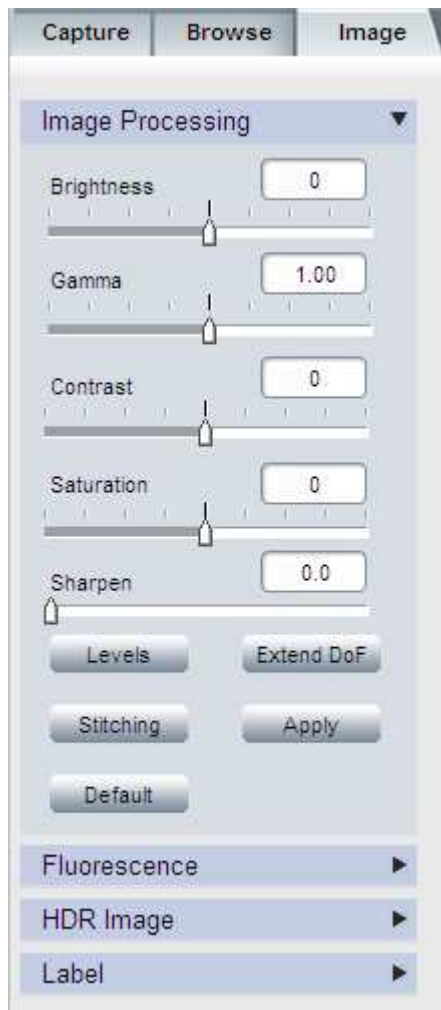 Capture Browse Image
Image Processing
Brightness 0
Gamma 1.00
Contrast 0
Saturation 0
Sharpen 0.0
Levels Extend DoF
Stitching Apply
Default
Fluorescence
HDR Image
Label